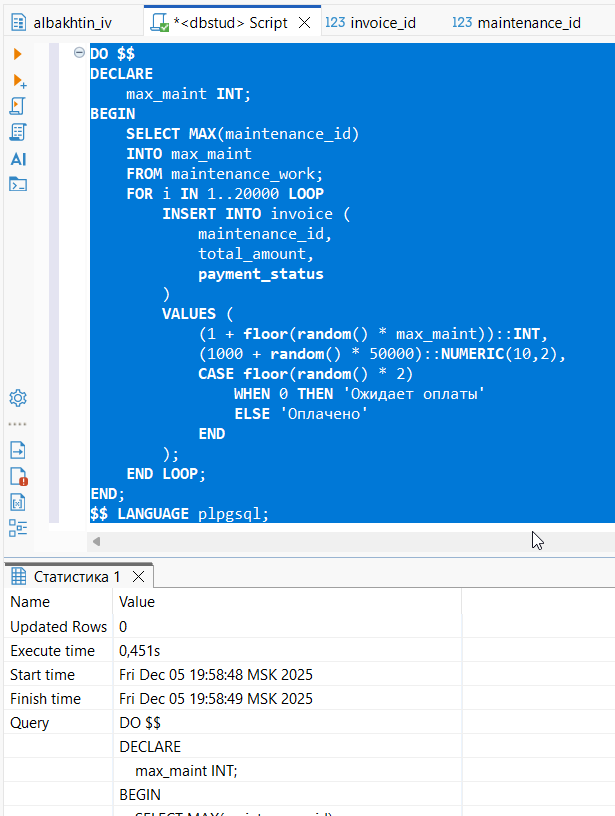 albakhtin_iv *<dbstud> Script 123 invoice_id 123 maintenance_id
DO $$
DECLARE
max_maint INT;
BEGIN
SELECT MAX(maintenance_id)
INTO max_maint
FROM maintenance_work;
FOR i IN 1..20000 LOOP
INSERT INTO invoice (
maintenance_id,
total_amount,
payment_status
)
VALUES (
(1 + floor(random() * max_maint))::INT,
(1000 + random() * 50000)::NUMERIC(10,2),
CASE floor(random() * 2)
WHEN 0 THEN 'Ожидает оплаты'
ELSE 'Оплачено'
END
);
END LOOP;
END;
$$ LANGUAGE plpgsql;
AI
Статистика 1
Name Value
Updated Rows 0
Execute time 0,451s
Start time Fri Dec 05 19:58:48 MSK 2025
Finish time Fri Dec 05 19:58:49 MSK 2025
Query DO $$
DECLARE
max_maint INT;
BEGIN